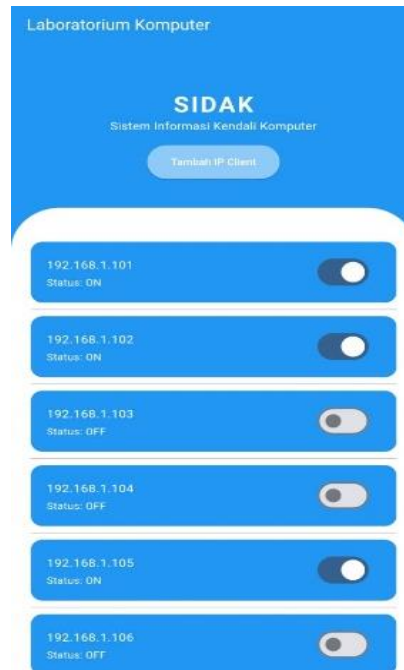 Laboratorium Komputer
SIDAK
Sistem Informasi Kendali Komputer
Tambah IP Client
192.168.1.101
Status: ON
192.168.1.102
Status: ON
192.168.1.103
Status: OFF
192.168.1.104
Status: OFF
192.168.1.105
Status: ON
192.168.1.106
Status: OFF